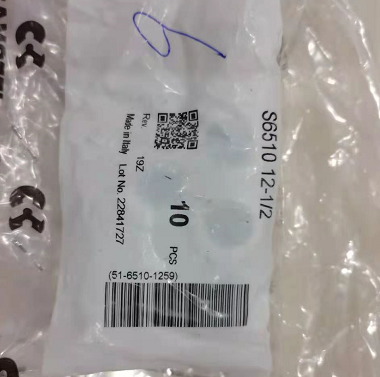 S6510 12-1/2
10 PCS
Rev. 19Z
Made in Italy Lot No. 22841727
(51-6510-1259)